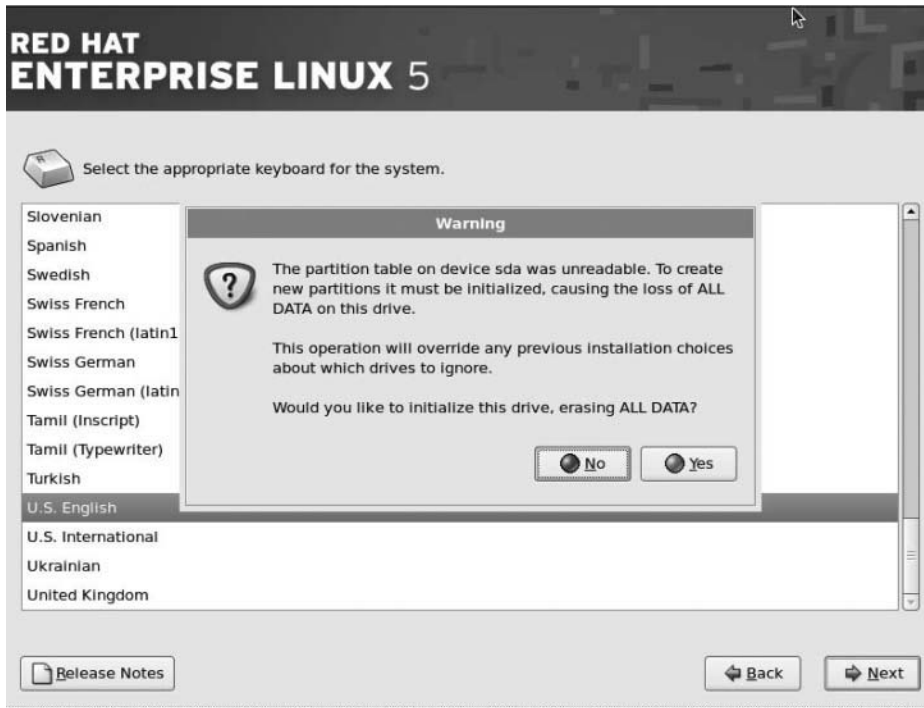 RED HAT
ENTERPRISE LINUX 5
Select the appropriate keyboard for the system.
Slovenian
Spanish
Swedish
Swiss French
Swiss French (latin1
Swiss German
Swiss German (latin
Tamil (Inscript)
Tamil (Typewriter)
Turkish
U.S. English
U.S. International
Ukrainian
United Kingdom
Warning
The partition table on device sda was unreadable. To create
new partitions it must be initialized, causing the loss of ALL
DATA on this drive.
This operation will override any previous installation choices
about which drives to ignore.
Would you like to initialize this drive, erasing ALL DATA?
No
Yes
Release Notes
Back
Next